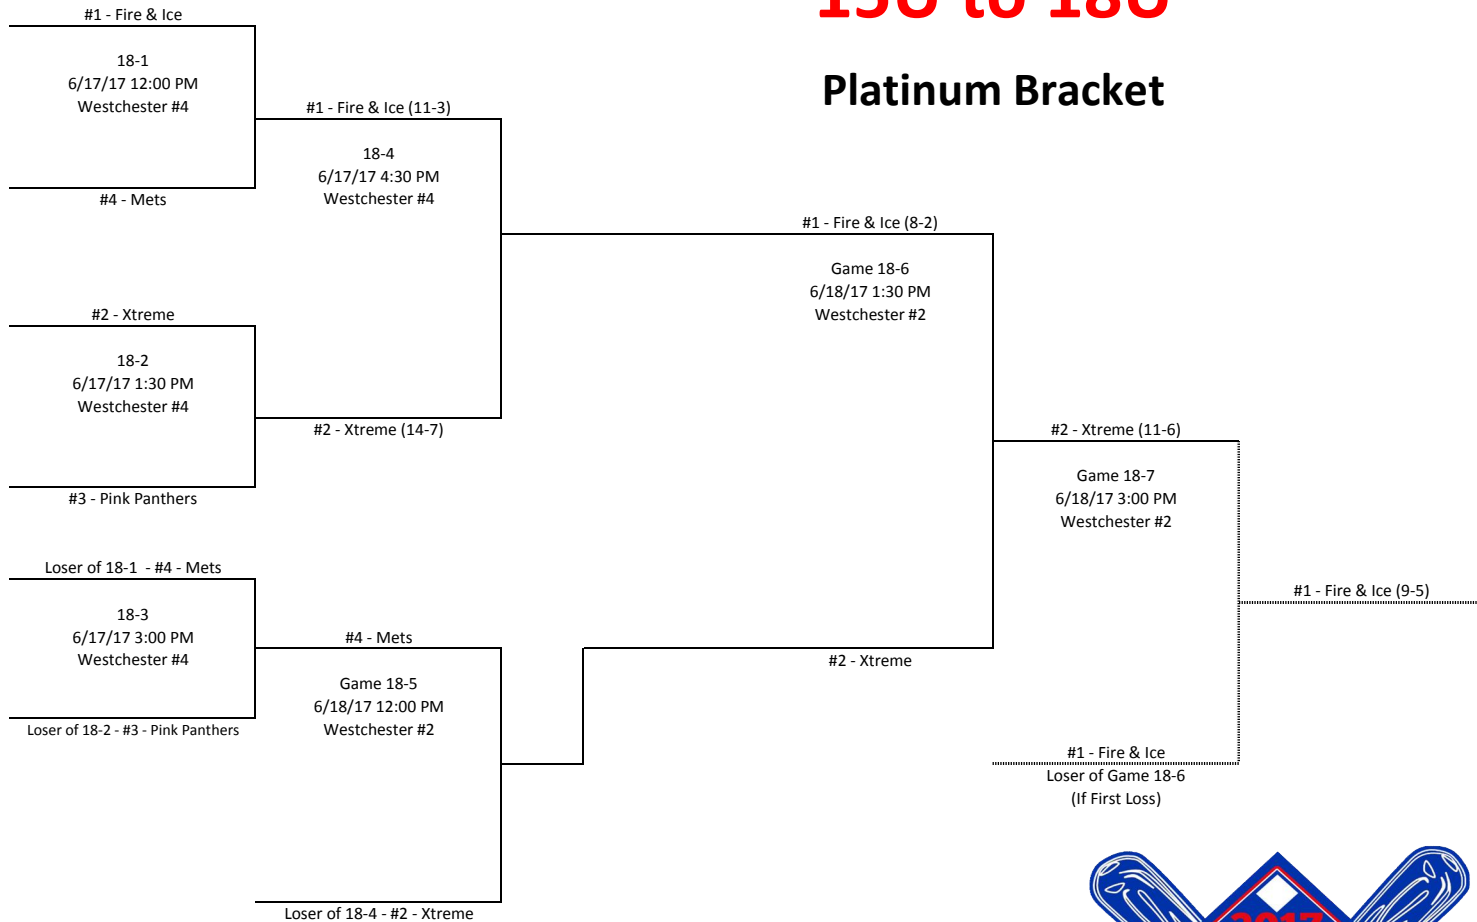 15U to 18U
Platinum Bracket
#1 - Fire & Ice
18-1
6/17/17 12:00 PM
Westchester #4
#4 - Mets
#1 - Fire & Ice (11-3)
18-4
6/17/17 4:30 PM
Westchester #4
#2 - Xtreme
18-2
6/17/17 1:30 PM
Westchester #4
#3 - Pink Panthers
#2 - Xtreme (14-7)
#1 - Fire & Ice (8-2)
Game 18-6
6/18/17 1:30 PM
Westchester #2
Loser of 18-1 - #4 - Mets
18-3
6/17/17 3:00 PM
Westchester #4
Loser of 18-2 - #3 - Pink Panthers
#4 - Mets
Game 18-5
6/18/17 12:00 PM
Westchester #2
Loser of 18-4 - #2 - Xtreme
#2 - Xtreme
#2 - Xtreme (11-6)
Game 18-7
6/18/17 3:00 PM
Westchester #2
#1 - Fire & Ice
Loser of Game 18-6
(If First Loss)
#1 - Fire & Ice (9-5)
2017